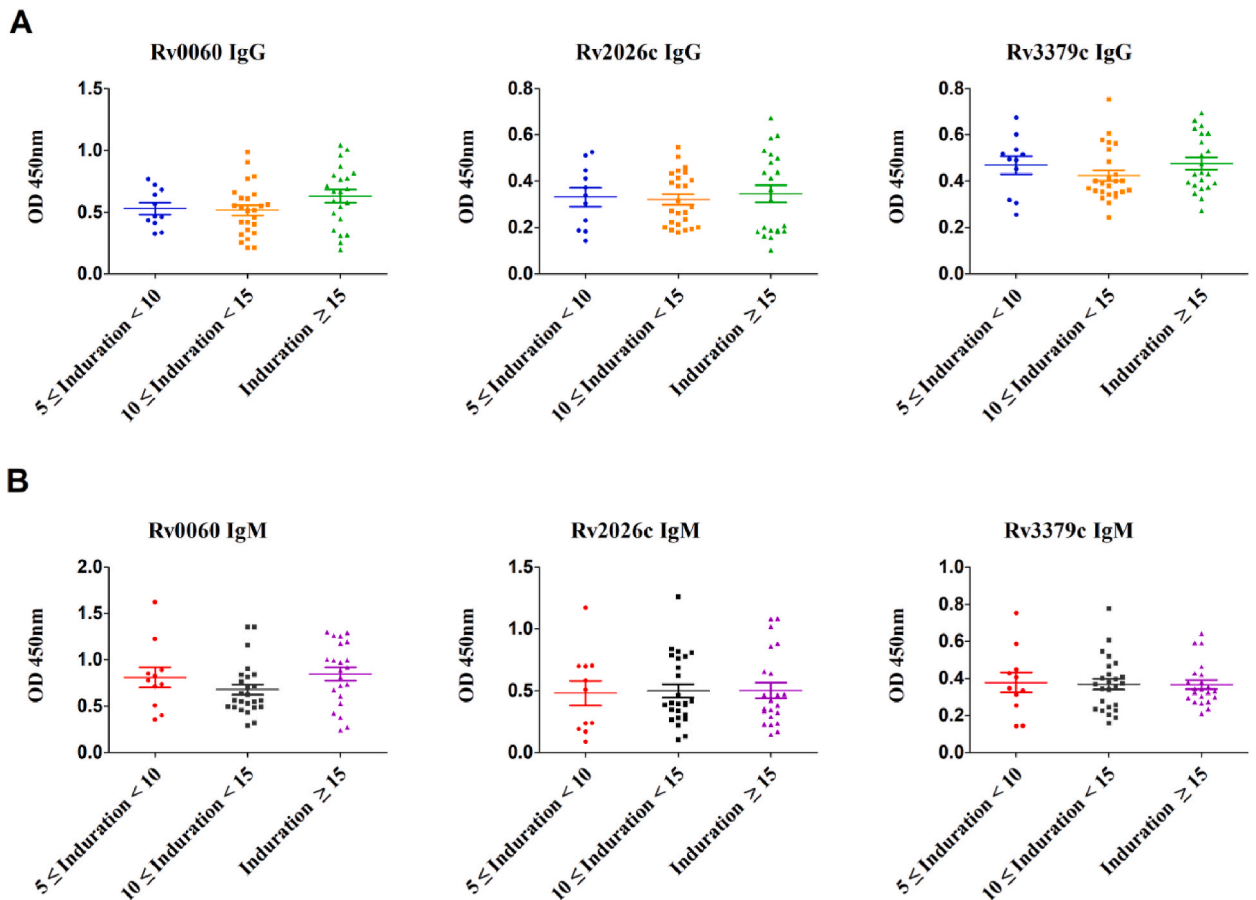 A
Rv0060 IgG
Rv2026c IgG
Rv3379c IgG
OD 450nm
1.5
1.0
0.5
0.0
5 ≤ Induration < 10
10 ≤ Induration < 15
Induration ≥ 15
OD 450nm
0.8
0.6
0.4
0.2
0.0
5 ≤ Induration < 10
10 ≤ Induration < 15
Induration ≥ 15
OD 450nm
0.8
0.6
0.4
0.2
0.0
5 ≤ Induration < 10
10 ≤ Induration < 15
Induration ≥ 15
B
Rv0060 IgM
Rv2026c IgM
Rv3379c IgM
OD 450nm
2.0
1.5
1.0
0.5
0.0
5 ≤ Induration < 10
10 ≤ Induration < 15
Induration ≥ 15
OD 450nm
1.5
1.0
0.5
0.0
5 ≤ Induration < 10
10 ≤ Induration < 15
Induration ≥ 15
OD 450nm
1.0
0.8
0.6
0.4
0.2
0.0
5 ≤ Induration < 10
10 ≤ Induration < 15
Induration ≥ 15